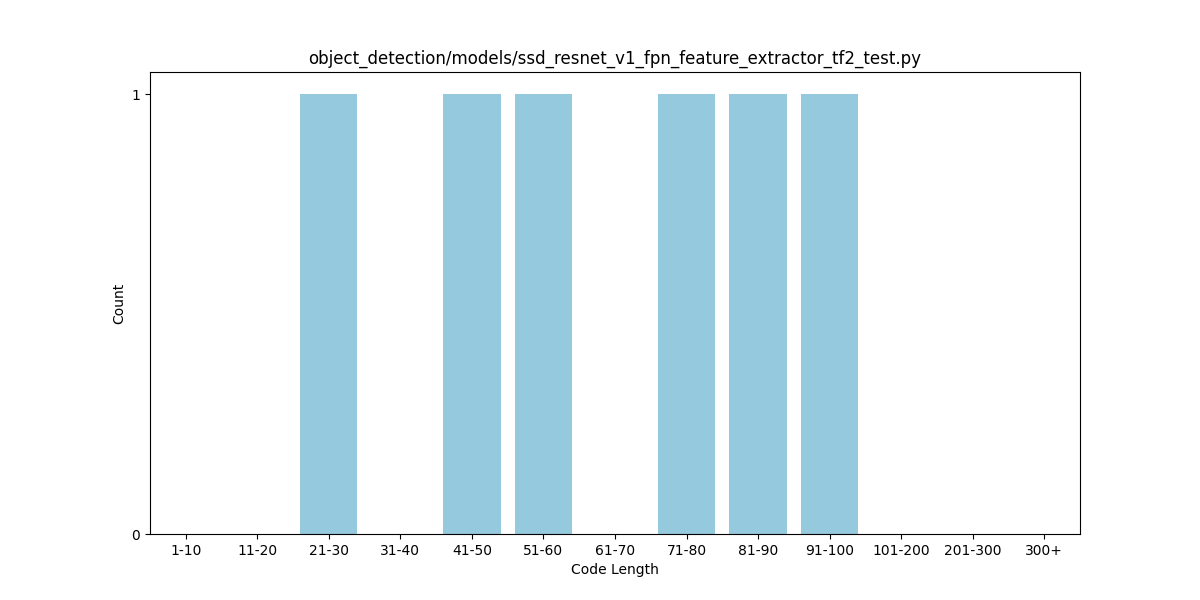 object_detection/models/ssd_resnet_v1_fpn_feature_extractor_tf2_test.py
1
Count
0
1-10 11-20 21-30 31-40 41-50 51-60 61-70 71-80 81-90 91-100 101-200 201-300 300+
Code Length